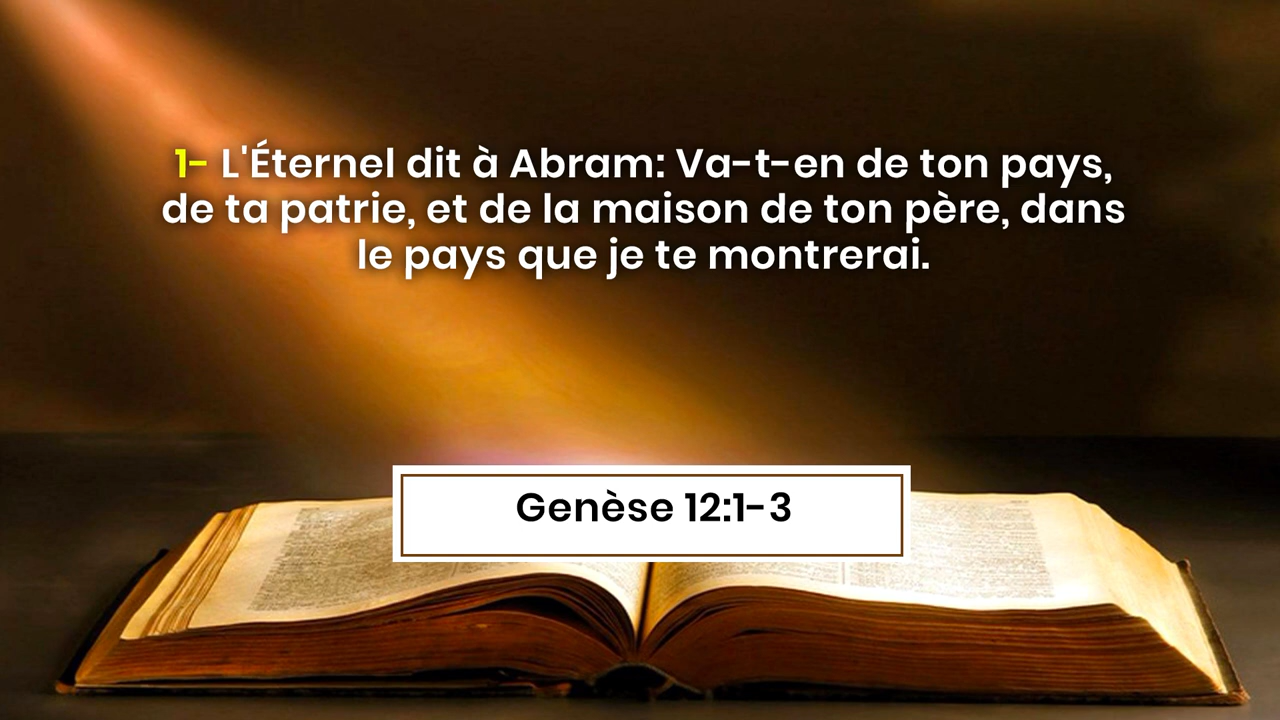 1- L'Éternel dit à Abram: Va-t-en de ton pays,
de ta patrie, et de la maison de ton père, dans
le pays que je te montrerai.
Genèse 12:1-3